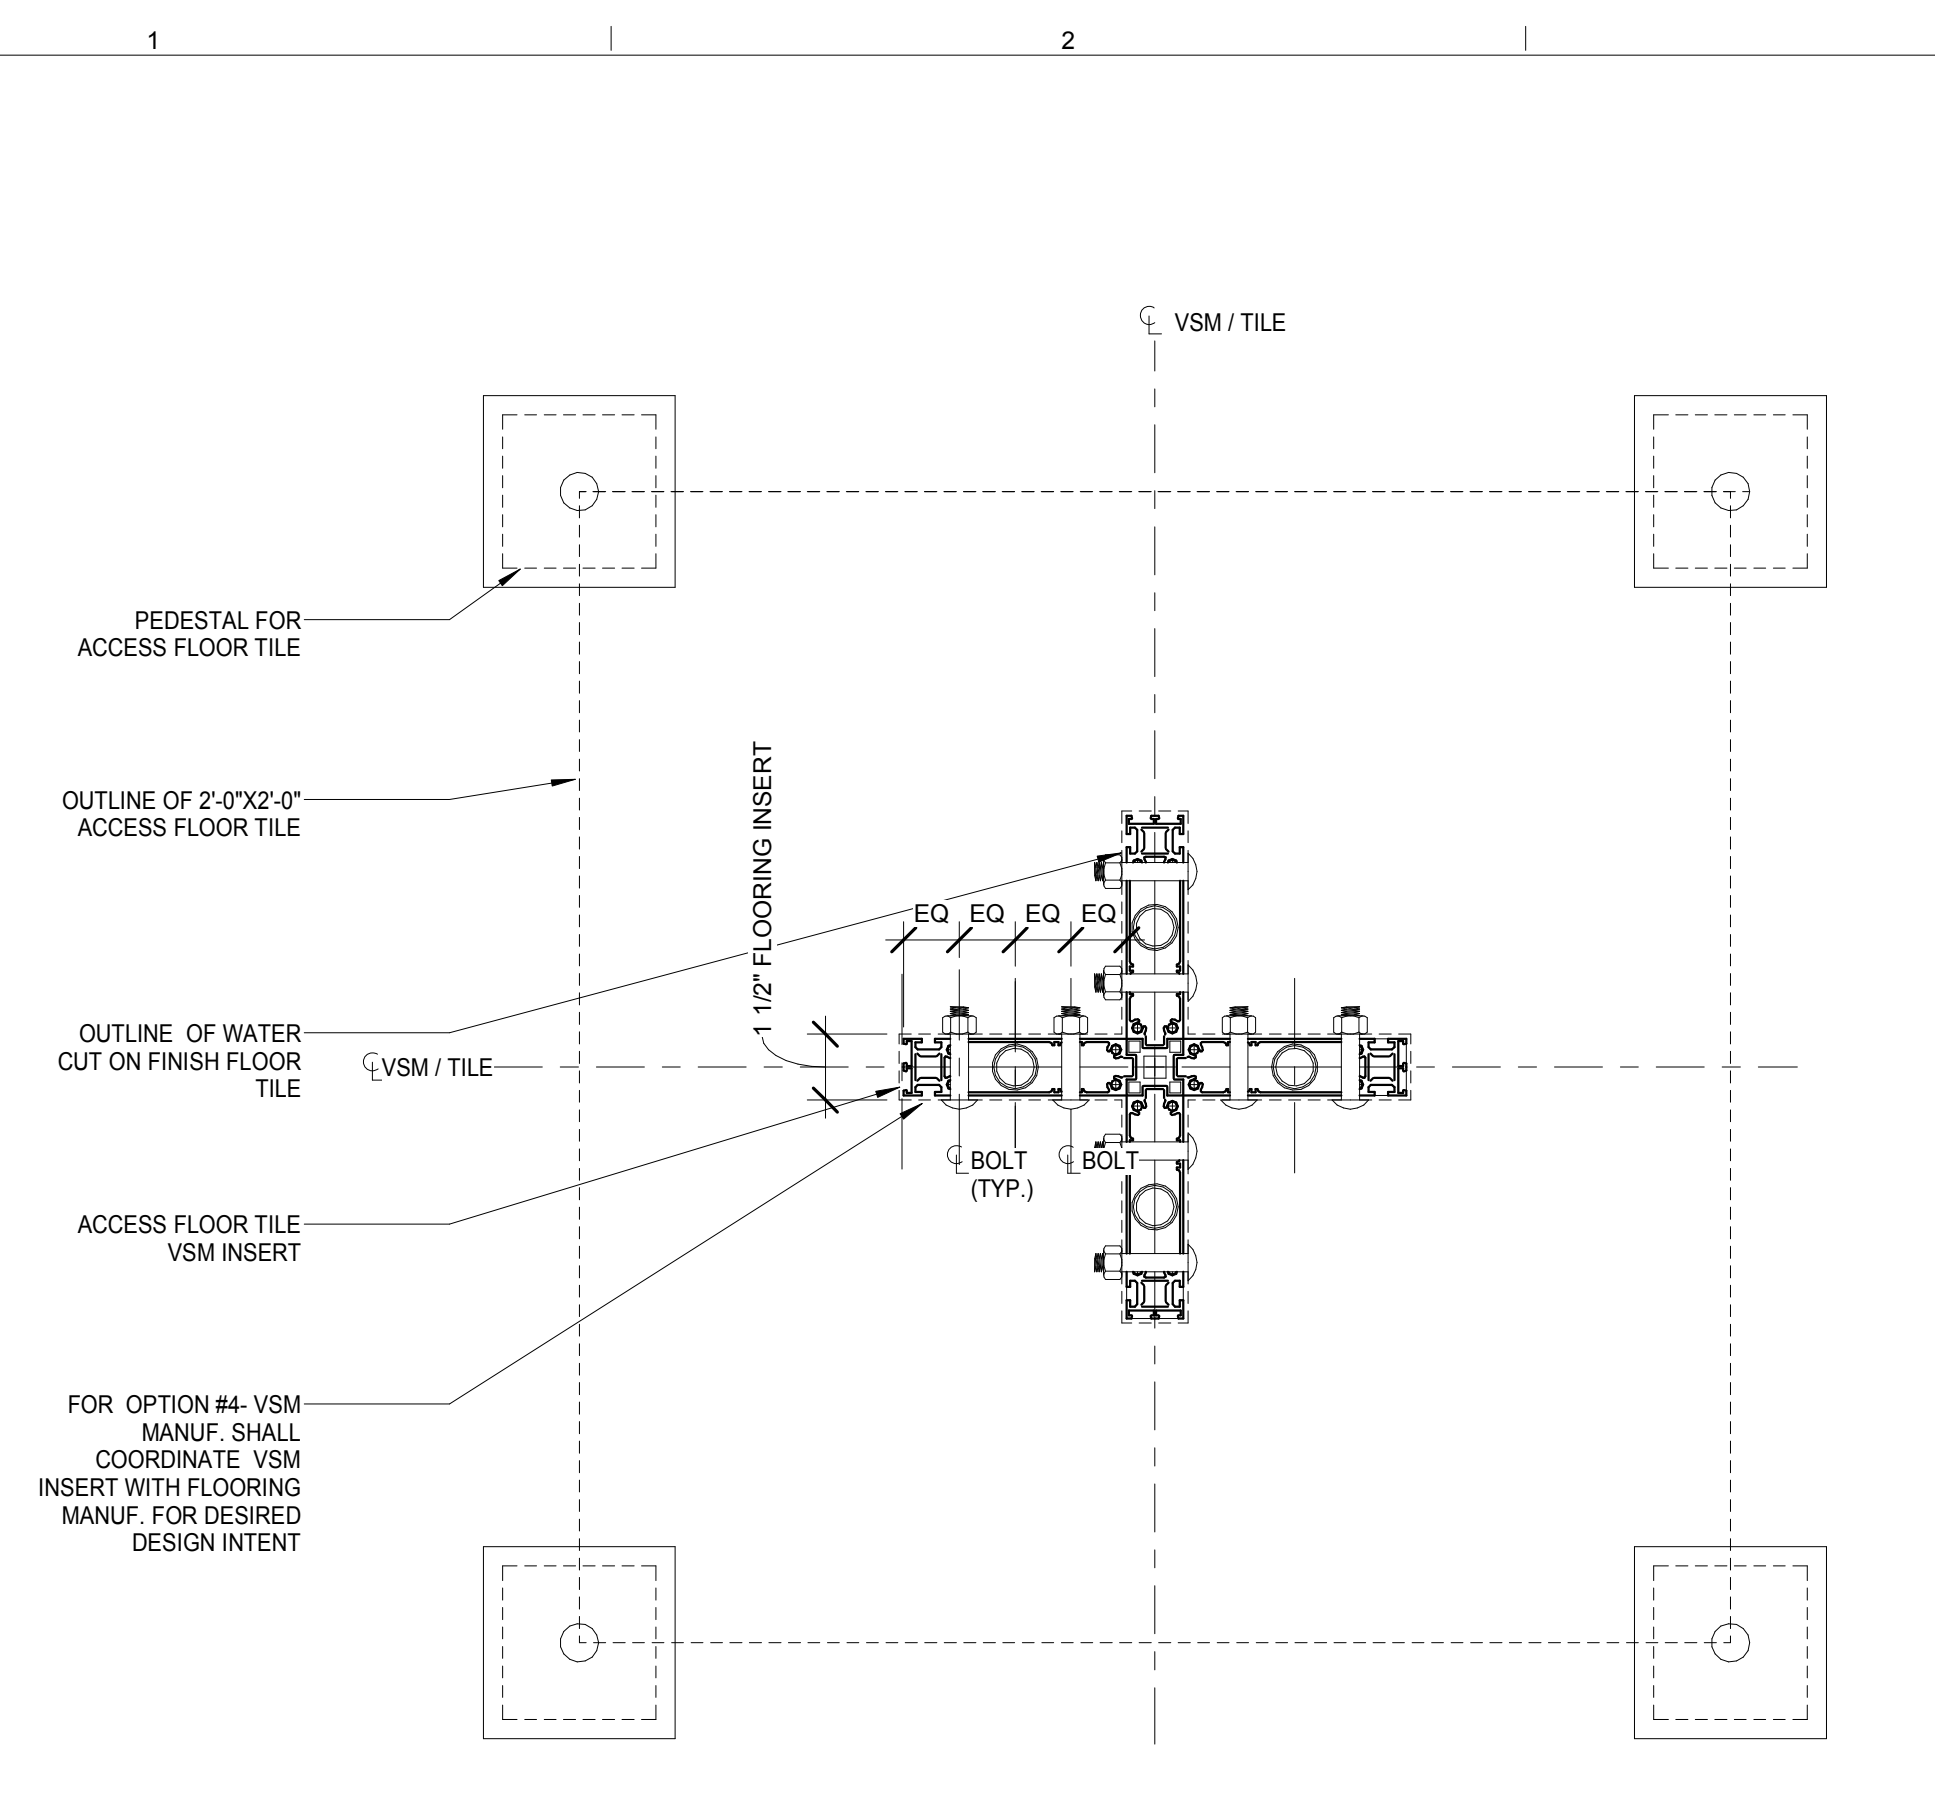 1
2
℄ VSM / TILE
PEDESTAL FOR
ACCESS FLOOR TILE
OUTLINE OF 2'-0"X2'-0"
ACCESS FLOOR TILE
1 1/2" FLOORING INSERT
EQ EQ EQ EQ
OUTLINE OF WATER
CUT ON FINISH FLOOR
TILE
℄ VSM / TILE
℄ BOLT
(TYP.)
℄ BOLT
ACCESS FLOOR TILE
VSM INSERT
FOR OPTION #4- VSM
MANUF. SHALL
COORDINATE VSM
INSERT WITH FLOORING
MANUF. FOR DESIRED
DESIGN INTENT